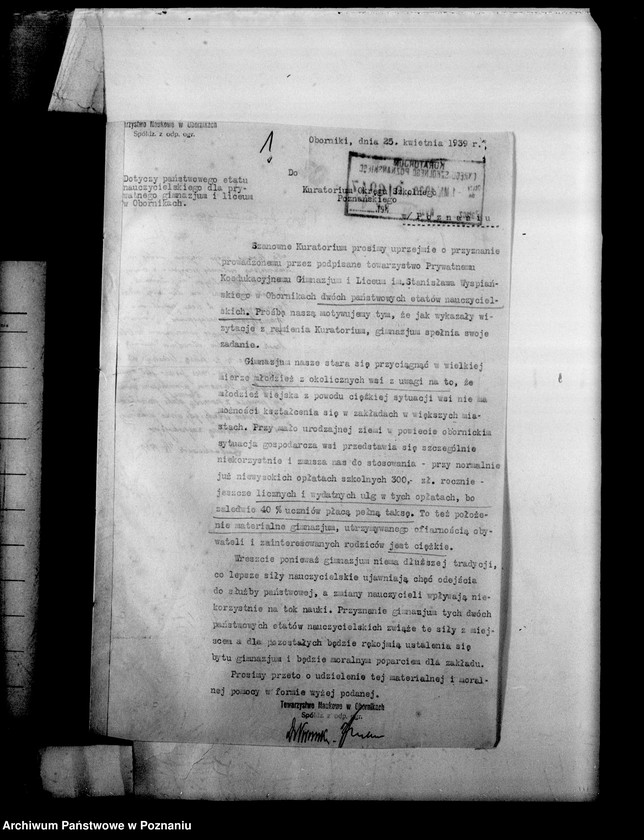 Towarzystwo Naukowe w Obornikach
Spółka z odp. ogr.
1
Oborniki, dnia 25. kwietnia 1939 r.
Dotyczy państwowego etatu
nauczycielskiego dla pry-
watnego gimnazjum i liceum
w Obornikach.
Do
Kuratorium Okręgu Szkolnego
Poznańskiego
w/ Poznaniu
KURATORIUM
OKRĘGU SZKOLNEGO POZNAŃSKIEGO
Szanowne Kuratorium prosimy uprzejmie o przyznanie
prowadzonemu przez podpisane towarzystwo Prywatnemu
Koedukacyjnemu Gimnazjum i Liceum im. Stanisława Wyspiań-
skiego w Obornikach dwóch państwowych etatów nauczyciel-
skich. Prośbę naszą motywujemy tym, że jak wykazały wi-
zytacje z ramienia Kuratorium, gimnazjum spełnia swoje
zadanie.
Gimnazjum nasze stara się przyciągnąć w wielkiej
mierze młodzież z okolicznych wsi z uwagi na to, że
młodzież wiejska z powodu ciężkiej sytuacji wsi nie ma
możności kształcenia się w zakładach w większych mia-
stach. Przy mało urodzajnej ziemi w powiecie obornickim
sytuacja gospodarcza wsi przedstawia się szczególnie
niekorzystnie i zmusza nas do stosowania - przy normalnie
już niewysokich opłatach szkolnych 300,- zł. rocznie -
jeszcze licznych i wydatnych ulg w tych opłatach, bo
zaledwie 40 % uczniów płacą pełną taksę. To też położe-
nie materialne gimnazjum, utrzymywanego ofiarnością oby-
wateli i zainteresowanych rodziców jest ciężkie.
Wreszcie ponieważ gimnazjum niema dłuższej tradycji,
co lepsze siły nauczycielskie ujawniają chęć odejścia
do służby państwowej, a zmiany nauczycieli wpływają nie-
korzystnie na tok nauki. Przyznanie gimnazjum tych dwóch
państwowych etatów nauczycielskich zwiąże te siły z miej-
scem a dla pozostałych będzie rękojmią ustalenia się
bytu gimnazjum i będzie moralnym poparciem dla zakładu.
Prosimy przeto o udzielenie tej materialnej i moral-
nej pomocy w formie wyżej podanej.
Towarzystwo Naukowe w Obornikach
Spółka z odp. ogr.
Archiwum Państwowe w Poznaniu